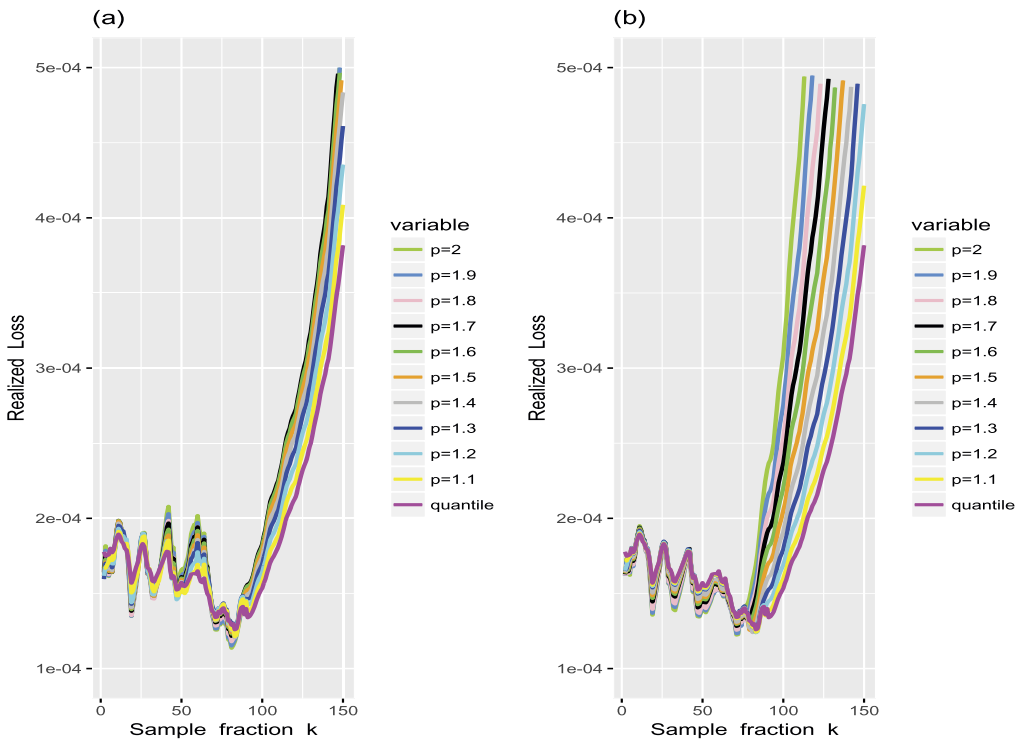 (a)
5e-04
4e-04
3e-04
2e-04
1e-04
Realized Loss
0 50 100 150
Sample fraction k
variable
p=2
p=1.9
p=1.8
p=1.7
p=1.6
p=1.5
p=1.4
p=1.3
p=1.2
p=1.1
quantile
(b)
5e-04
4e-04
3e-04
2e-04
1e-04
Realized Loss
0 50 100 150
Sample fraction k
variable
p=2
p=1.9
p=1.8
p=1.7
p=1.6
p=1.5
p=1.4
p=1.3
p=1.2
p=1.1
quantile